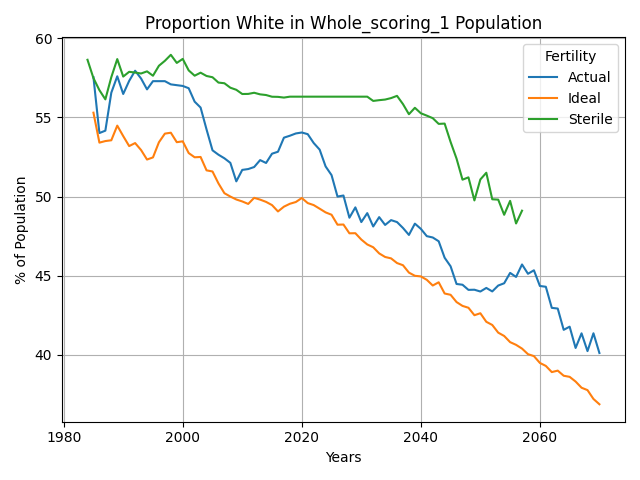 Proportion White in Whole_scoring_1 Population
% of Population
60
55
50
45
40
Fertility
Actual
Ideal
Sterile
1980
2000
2020
2040
2060
Years